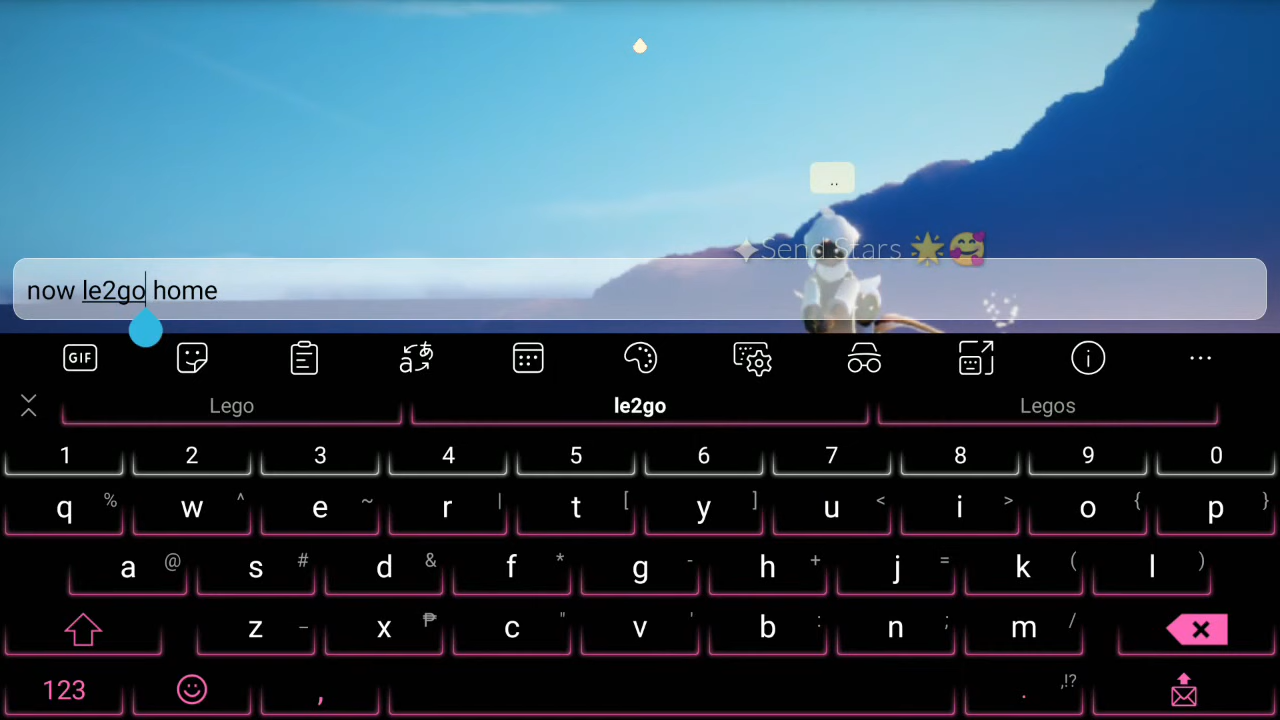 ..
✦Send Stars 🌟🥰
now le2go home
GIF
Lego le2go Legos
1 2 3 4 5 6 7 8 9 0
q % w ^ e ~ r | t [ y ] u < i > o { p }
a @ s # d & f * g - h + j = k ( l )
z _ x ₱ c " v ' b : n ; m /
123 , . ,!?